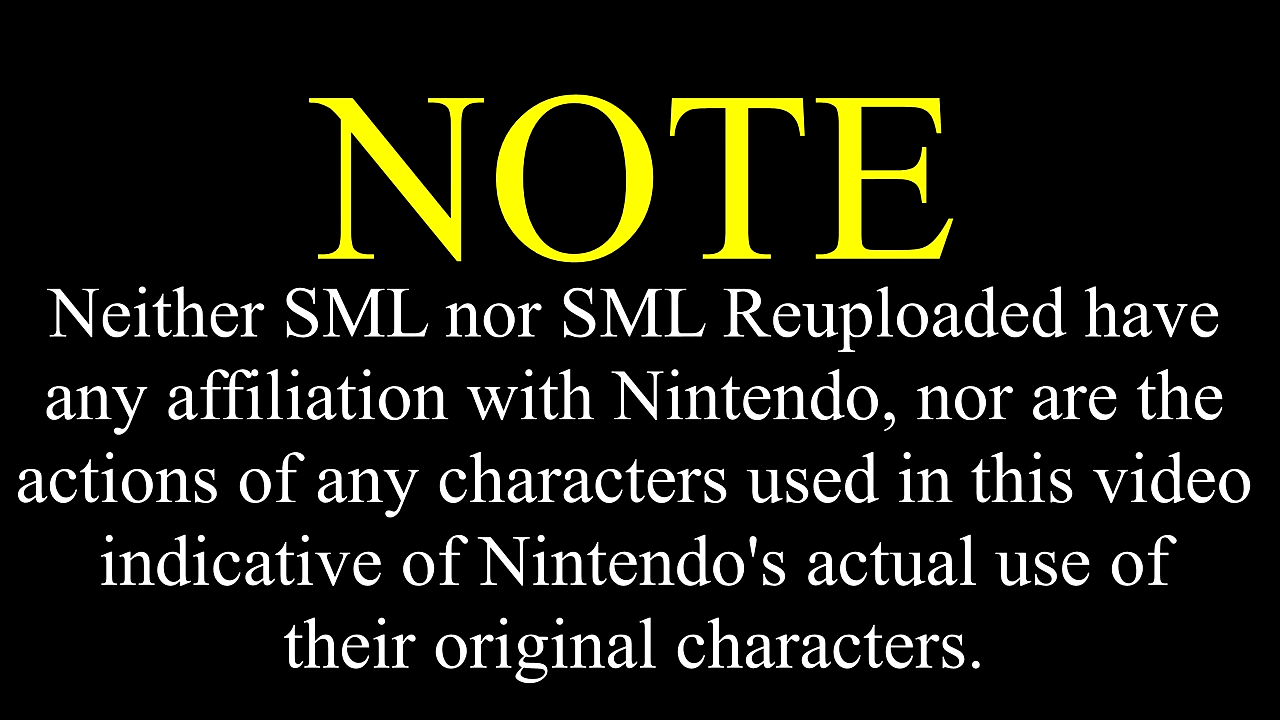 NOTE
Neither SML nor SML Reuploaded have
any affiliation with Nintendo, nor are the
actions of any characters used in this video
indicative of Nintendo's actual use of
their original characters.